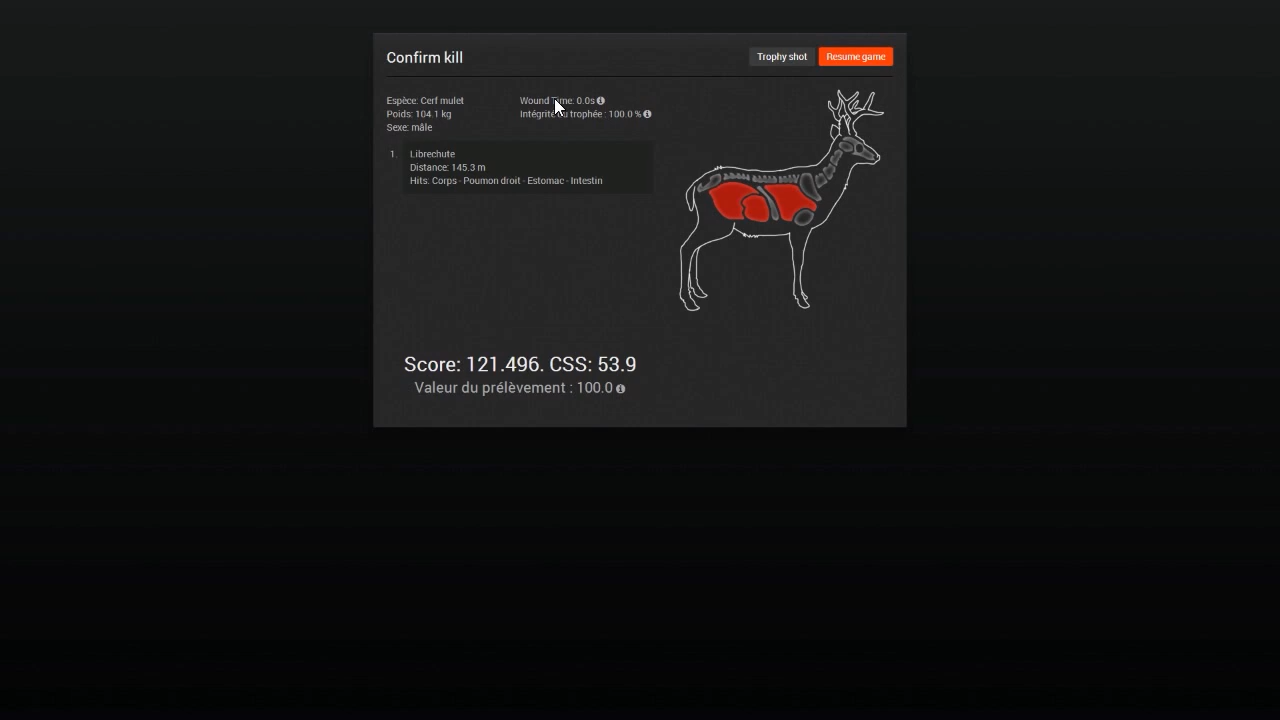 Confirm kill
Trophy shot
Resume game
Espèce: Cerf mulet
Poids: 104.1 kg
Sexe: mâle
Wound Time: 0.0s
Intégrité du trophée : 100.0 %
1. Librechute
Distance: 145.3 m
Hits: Corps - Poumon droit - Estomac - Intestin
Score: 121.496. CSS: 53.9
Valeur du prélèvement : 100.0